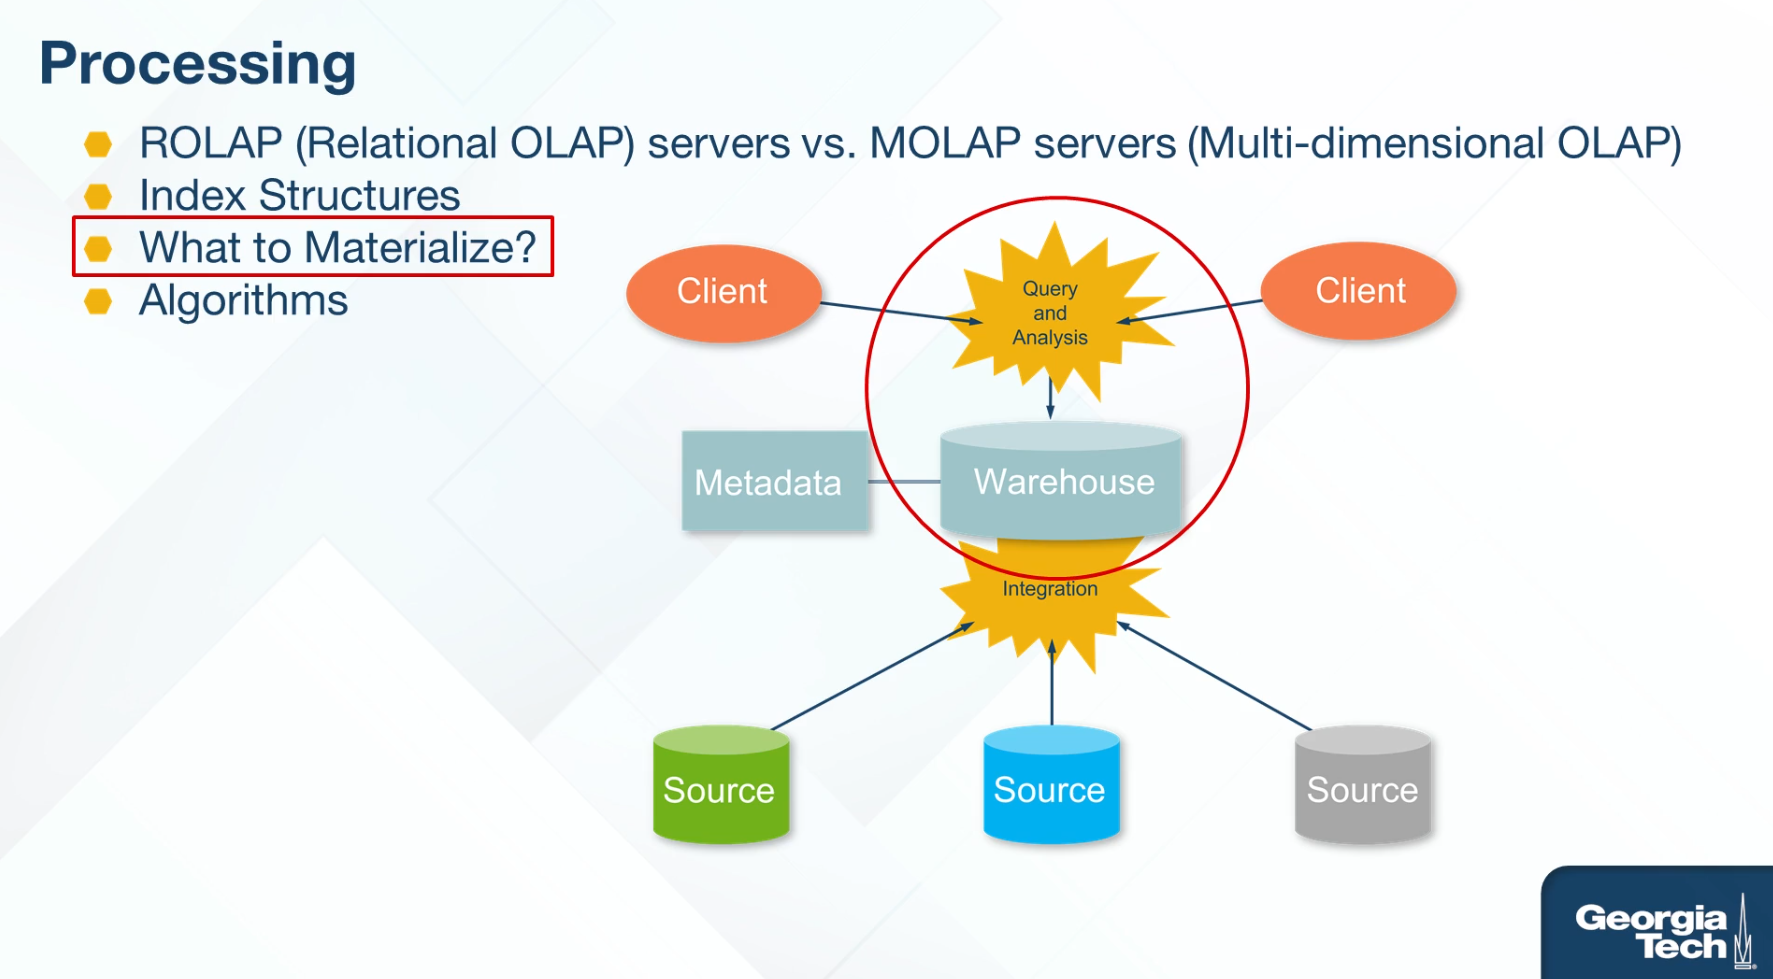 Processing
ROLAP (Relational OLAP) servers vs. MOLAP servers (Multi-dimensional OLAP)
Index Structures
What to Materialize?
Algorithms
Client
Query
and
Analysis
Client
Metadata
Warehouse
Integration
Source
Source
Source
Georgia
Tech